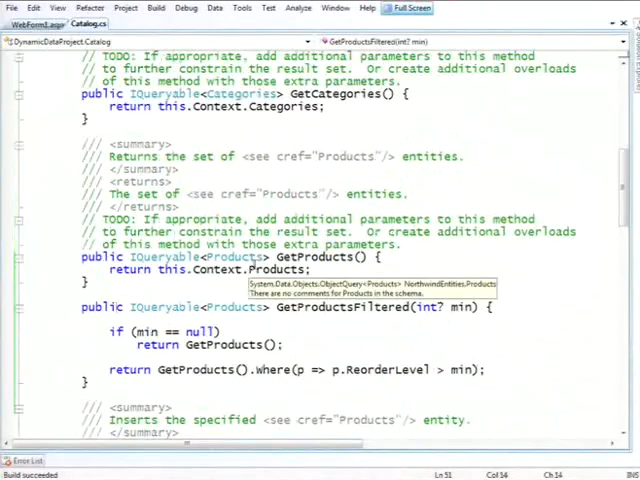 File Edit View Refactor Project Build Debug Data Tools Test Analyze Window Help Full Screen
WebForm1.aspx Catalog.cs
DynamicDataProject.Catalog GetProductsFiltered(int? min)
// TODO: If appropriate, add additional parameters to this method
// to further constrain the result set.  Or create additional overloads
// of this method with those extra parameters.
public IQueryable<Categories> GetCategories() {
return this.Context.Categories;
}
/// <summary>
/// Returns the set of <see cref="Products"/> entities.
/// </summary>
/// <returns>
/// The set of <see cref="Products"/> entities.
/// </returns>
// TODO: If appropriate, add additional parameters to this method
// to further constrain the result set.  Or create additional overloads
// of this method with those extra parameters.
public IQueryable<Products> GetProducts() {
return this.Context.Products;
}
System.Data.Objects.ObjectQuery<Products> NorthwindEntities.Products
There are no comments for Products in the schema.
public IQueryable<Products> GetProductsFiltered(int? min) {
if (min == null)
return GetProducts();
return GetProducts().Where(p => p.ReorderLevel > min);
}
/// <summary>
/// Inserts the specified <see cref="Products"/> entity.
/// </summary>
Error List
Build succeeded Ln 51 Col 14 Ch 14 INS